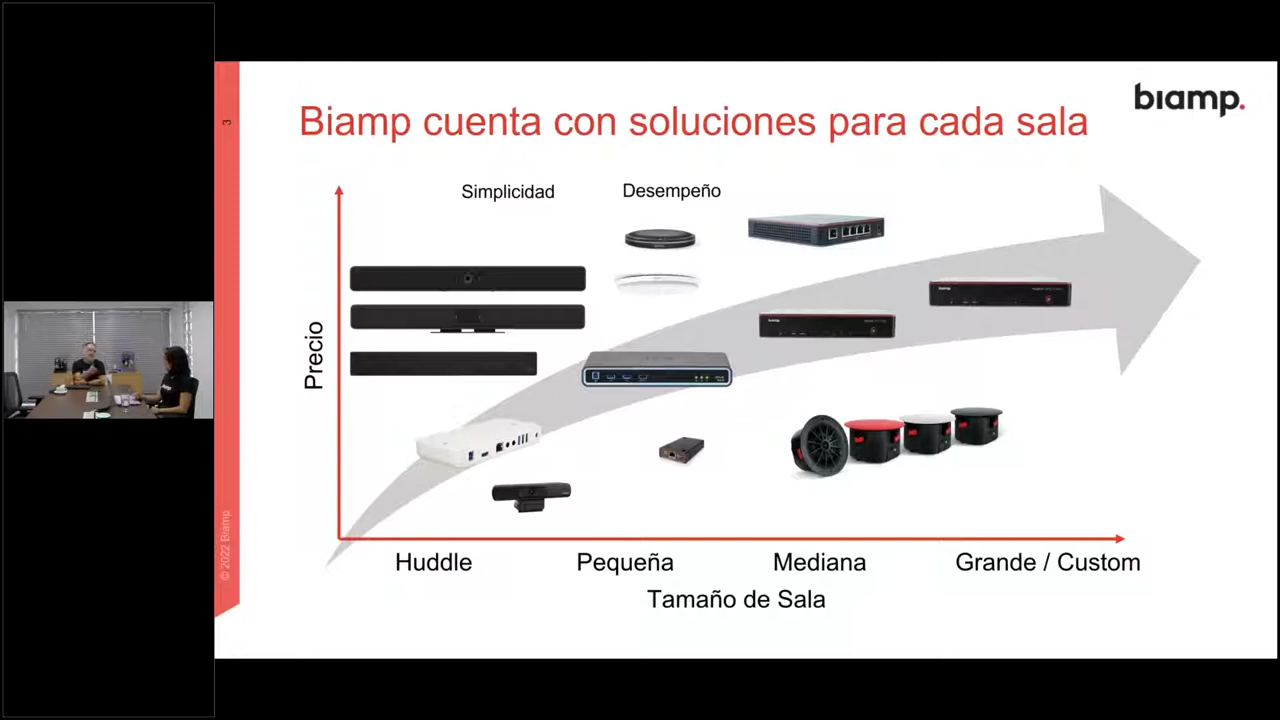 biamp.
3
Biamp cuenta con soluciones para cada sala
Simplicidad
Desempeño
Precio
Huddle
Pequeña
Mediana
Grande / Custom
Tamaño de Sala
© 2022 Biamp